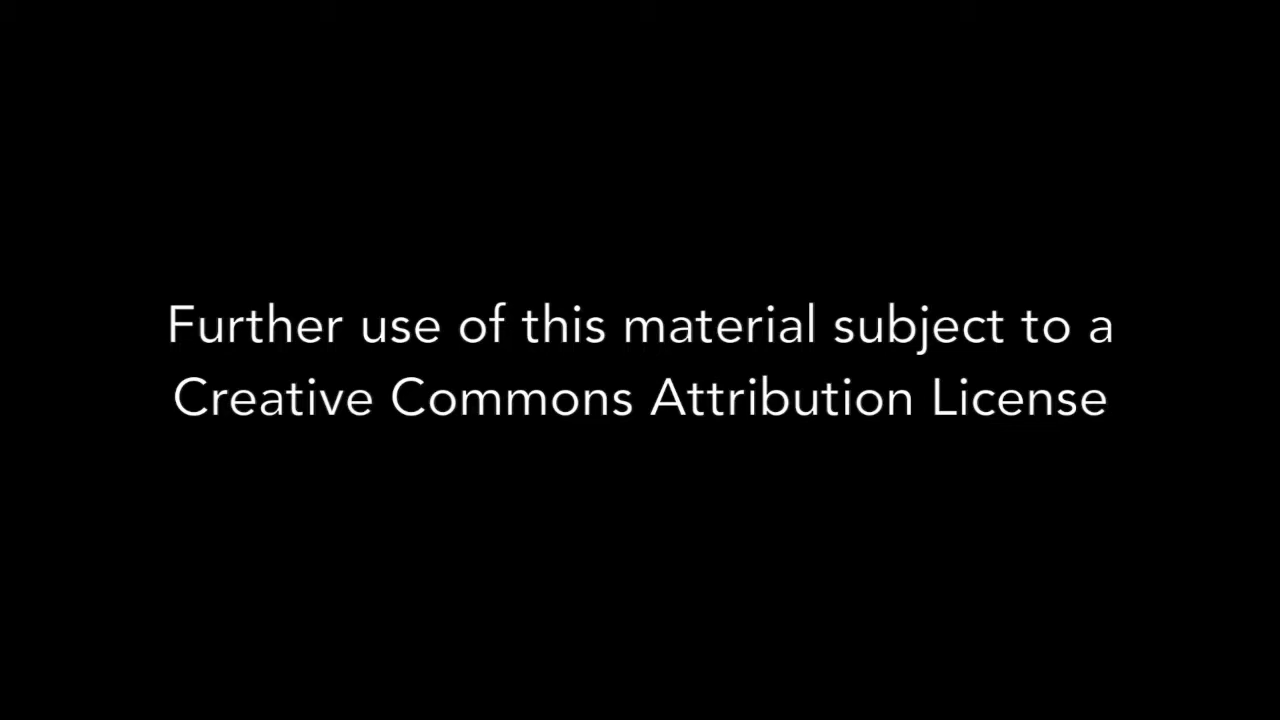 Further use of this material subject to a
Creative Commons Attribution License